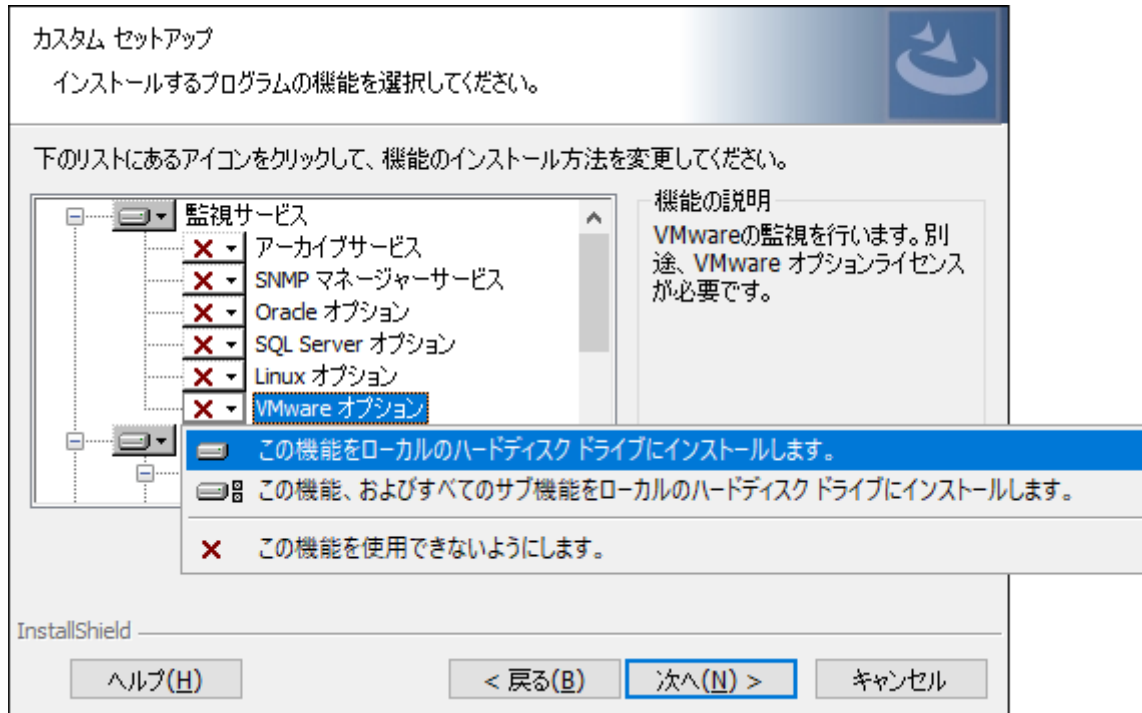 カスタム セットアップ
インストールするプログラムの機能を選択してください。
下のリストにあるアイコンをクリックして、機能のインストール方法を変更してください。
監視サービス
アーカイブサービス
SNMP マネージャーサービス
Oracle オプション
SQL Server オプション
Linux オプション
VMware オプション
機能の説明
VMwareの監視を行います。別
途、VMware オプションライセンス
が必要です。
この機能をローカルのハードディスク ドライブにインストールします。
この機能、およびすべてのサブ機能をローカルのハードディスク ドライブにインストールします。
この機能を使用できないようにします。
InstallShield
ヘルプ(H)
< 戻る(B)
次へ(N) >
キャンセル